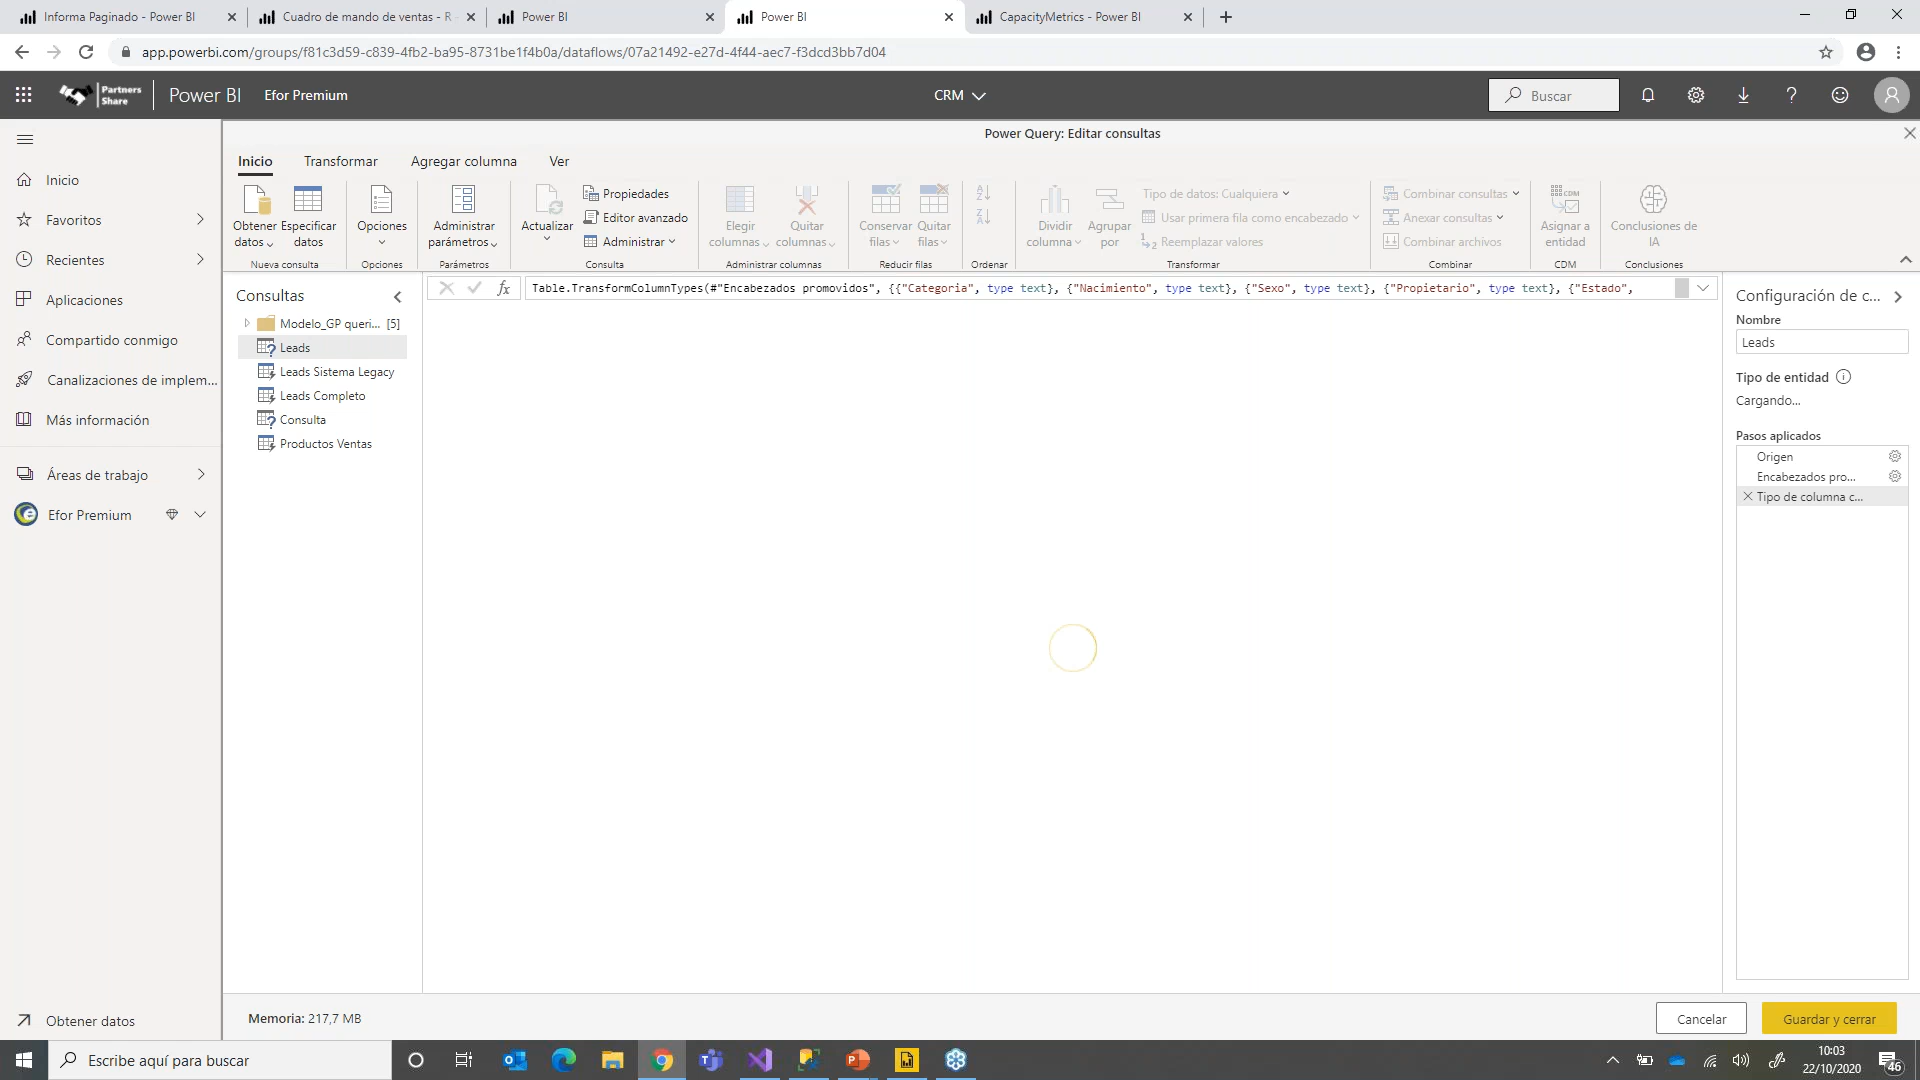 Informa Paginado - Power BI
Cuadro de mando de ventas - R
Power BI
Power BI
CapacityMetrics - Power BI
app.powerbi.com/groups/f81c3d59-c839-4fb2-ba95-8731be1f4b0a/dataflows/07a21492-e27d-4f44-aec7-f3dcd3bb7d04
Partners Share
Power BI
Efor Premium
CRM
Buscar
Power Query: Editar consultas
Inicio
Transformar
Agregar columna
Ver
Obtener datos
Especificar datos
Nueva consulta
Opciones
Opciones
Administrar parámetros
Parámetros
Actualizar
Propiedades
Editor avanzado
Administrar
Consulta
Elegir columnas
Quitar columnas
Administrar columnas
Conservar filas
Quitar filas
Reducir filas
Ordenar
Dividir columna
Agrupar por
Tipo de datos: Cualquiera
Usar primera fila como encabezado
Reemplazar valores
Transformar
Combinar consultas
Anexar consultas
Combinar archivos
Combinar
CDM
Asignar a entidad
CDM
Conclusiones de IA
Conclusiones
Inicio
Favoritos
Recientes
Aplicaciones
Compartido conmigo
Canalizaciones de implem...
Más información
Áreas de trabajo
Efor Premium
Obtener datos
Consultas
Modelo_GP queri... [5]
Leads
Leads Sistema Legacy
Leads Completo
Consulta
Productos Ventas
fx
Table.TransformColumnTypes(#"Encabezados promovidos", {{"Categoria", type text}, {"Nacimiento", type text}, {"Sexo", type text}, {"Propietario", type text}, {"Estado",
Configuración de c...
Nombre
Leads
Tipo de entidad
Cargando...
Pasos aplicados
Origen
Encabezados pro...
Tipo de columna c...
Memoria: 217,7 MB
Cancelar
Guardar y cerrar
Escribe aquí para buscar
10:03
22/10/2020
46